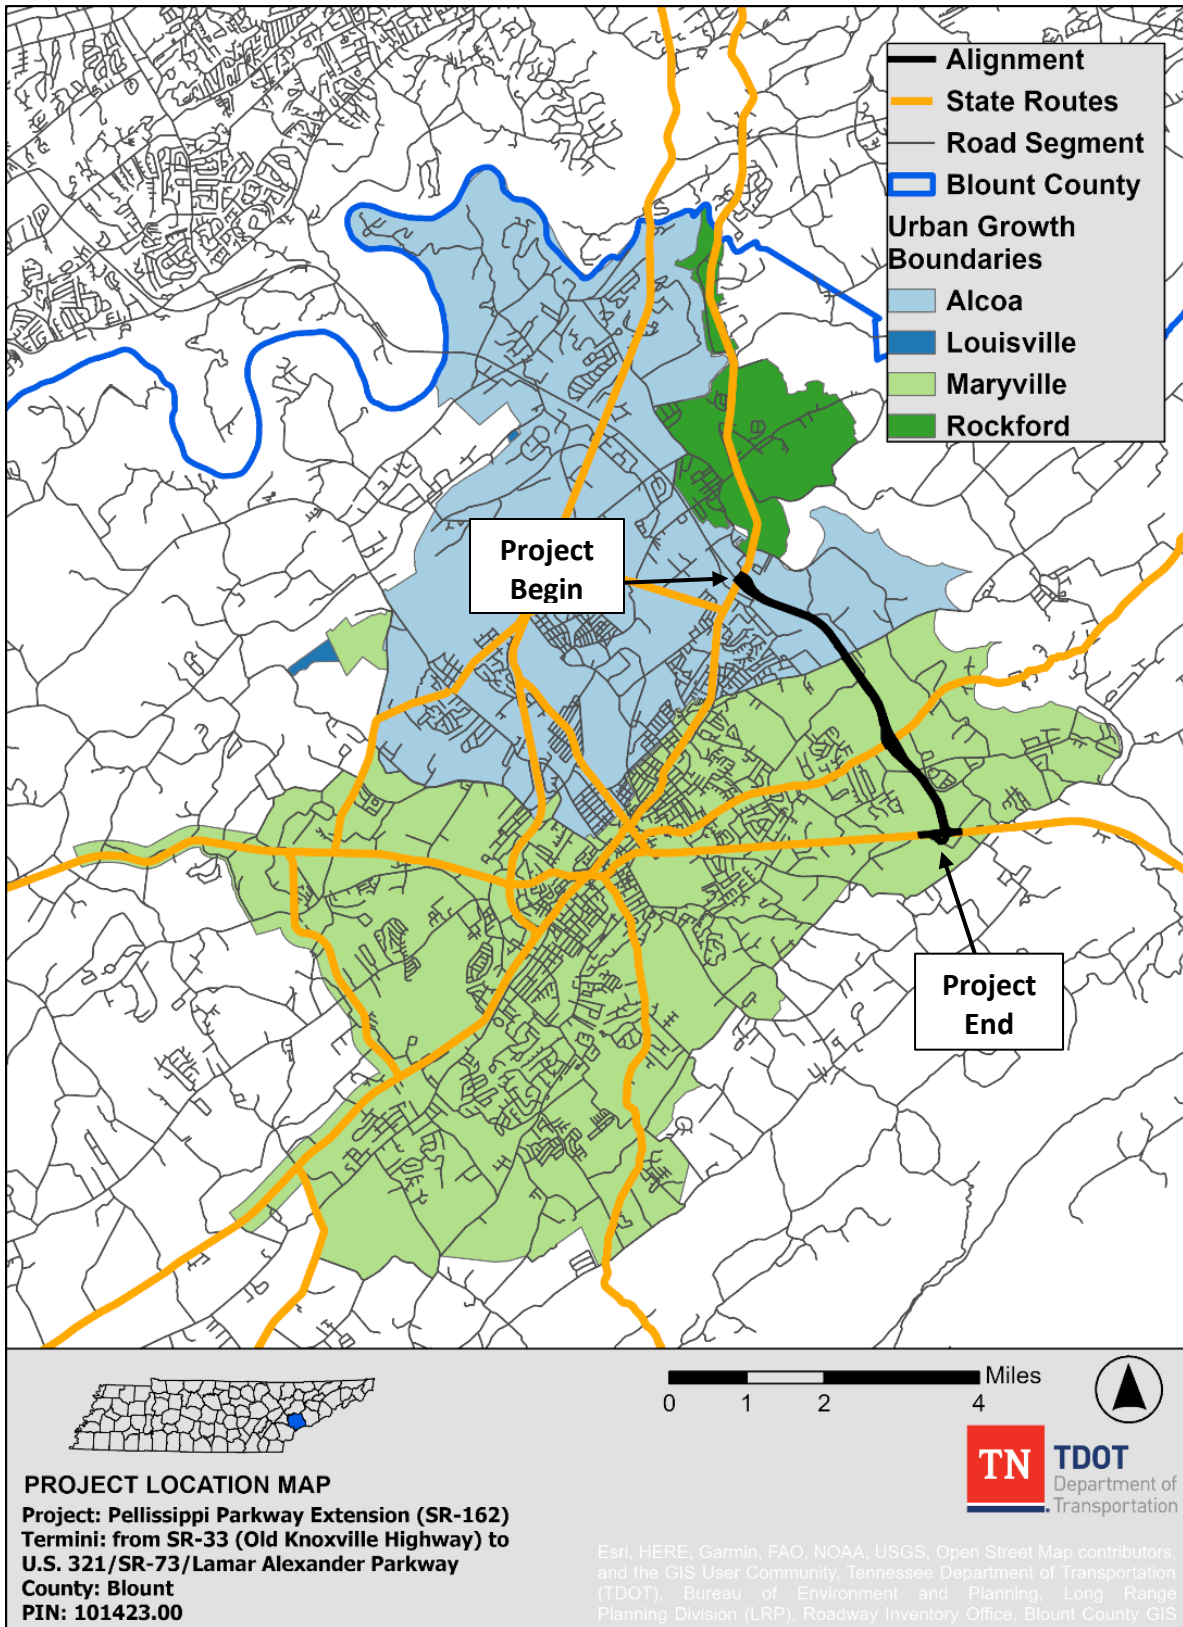 Alignment
State Routes
Road Segment
Blount County
Urban Growth
Boundaries
Alcoa
Louisville
Maryville
Rockford
Project
Begin
Project
End
Miles
0 1 2 4
TN
TDOT
Department of
Transportation
PROJECT LOCATION MAP
Project: Pellissippi Parkway Extension (SR-162)
Termini: from SR-33 (Old Knoxville Highway) to
U.S. 321/SR-73/Lamar Alexander Parkway
County: Blount
PIN: 101423.00
Esri, HERE, Garmin, FAO, NOAA, USGS, Open Street Map contributors,
and the GIS User Community, Tennessee Department of Transportation
(TDOT), Bureau of Environment and Planning, Long Range
Planning Division (LRP), Roadway Inventory Office, Blount County GIS